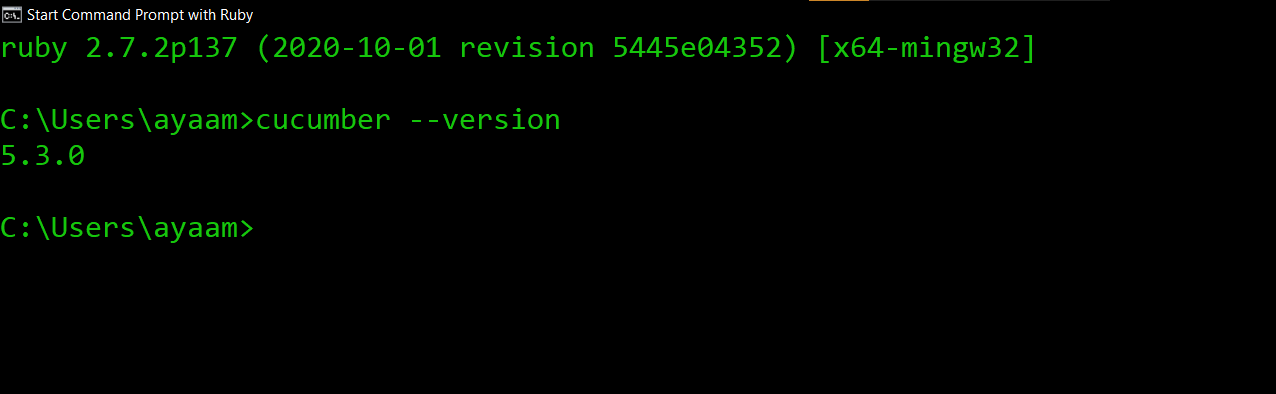 Start Command Prompt with Ruby
ruby 2.7.2p137 (2020-10-01 revision 5445e04352) [x64-mingw32]
C:\Users\ayaam>cucumber --version
5.3.0
C:\Users\ayaam>